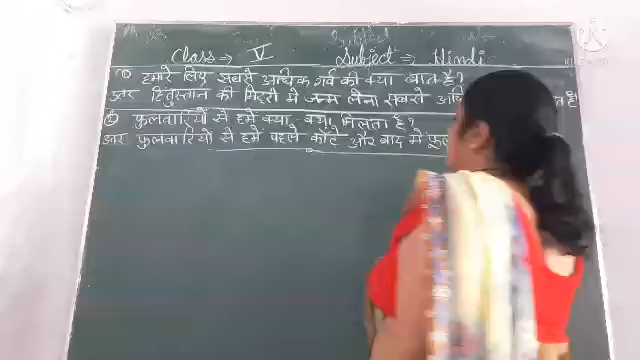 Class ⇒ V Subject ⇒ Hindi
① हमारे लिए सबसे अधिक गर्व की क्या बात है?
उत्तर हिंदुस्तान की मिट्टी में जन्म लेना सबसे
② फुलवारियों से हमें क्या-क्या मिलता है?
उत्तर फुलवारियों से हमें पहले काँटे और बाद में फूल